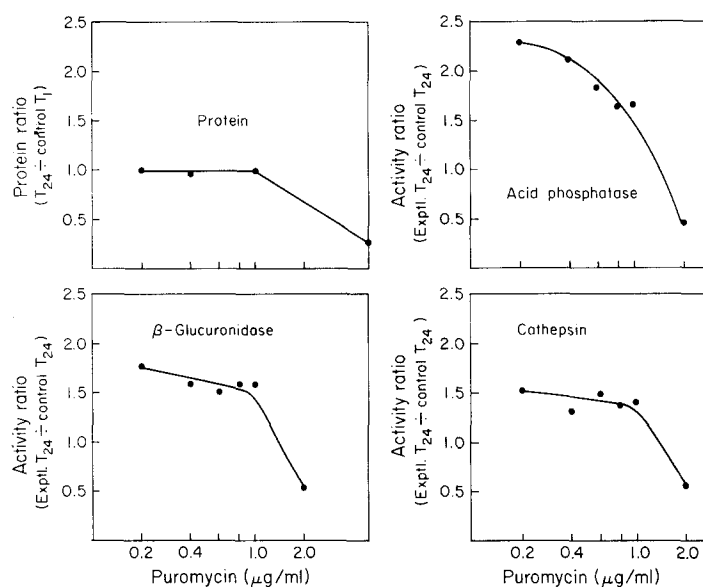 2.5
2.0
1.5
1.0
0.5
Protein ratio
(T24 ÷ control T1)
Protein
2.5
2.0
1.5
1.0
0.5
Activity ratio
(Exptl. T24 ÷ control T24)
Acid phosphatase
2.5
2.0
1.5
1.0
0.5
Activity ratio
(Exptl. T24 ÷ control T24)
β-Glucuronidase
0.2 0.4 1.0 2.0
Puromycin (μg/ml)
2.5
2.0
1.5
1.0
0.5
Activity ratio
(Exptl. T24 ÷ control T24)
Cathepsin
0.2 0.4 1.0 2.0
Puromycin (μg/ml)